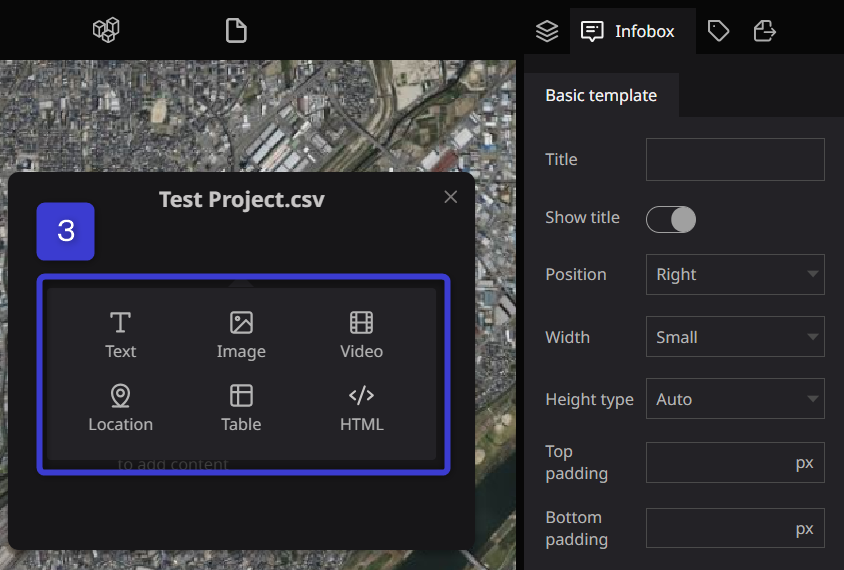 Infobox
Basic template
Title
Show title
Position
Right
Width
Small
Height type
Auto
Top
padding
px
Bottom
padding
px
Test Project.csv
3
Text
Image
Video
Location
Table
HTML
to add content